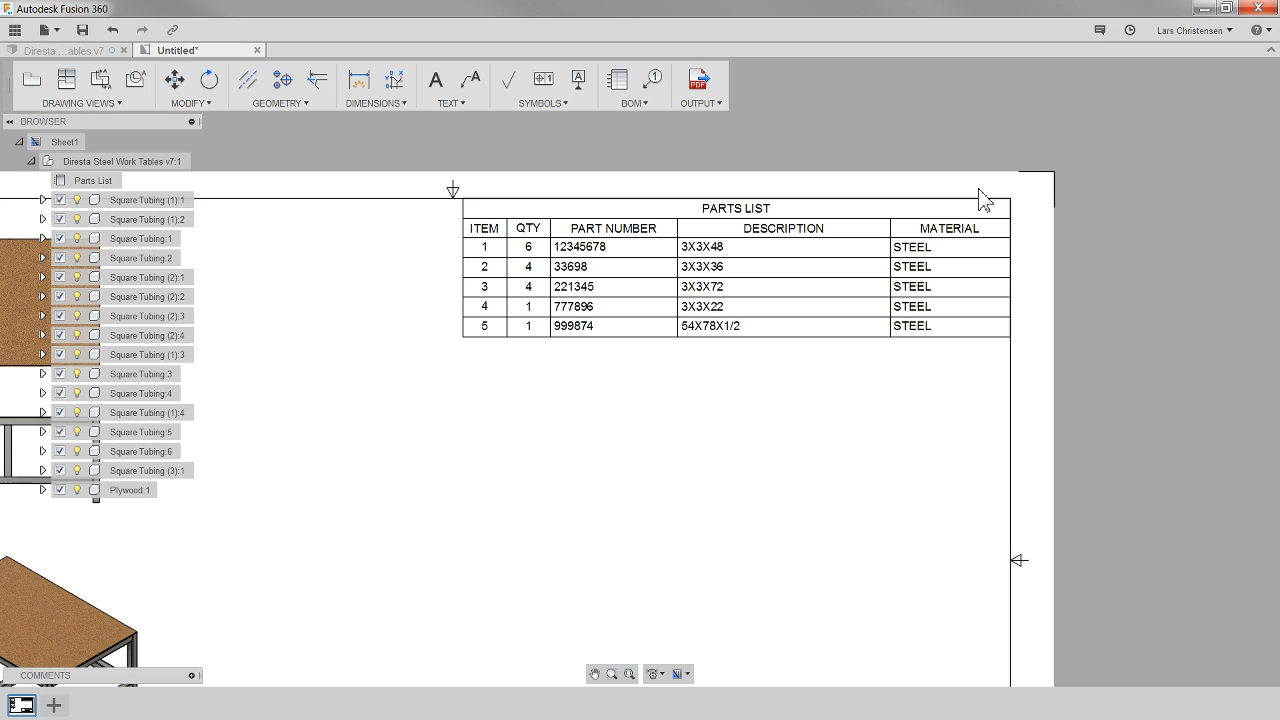 Autodesk Fusion 360
Lars Christensen
Diresta ...ables v7
Untitled*
DRAWING VIEWS
MODIFY
GEOMETRY
DIMENSIONS
TEXT
SYMBOLS
BOM
OUTPUT
BROWSER
Sheet1
Diresta Steel Work Tables v7:1
Parts List
Square Tubing (1):1
Square Tubing (1):2
Square Tubing:1
Square Tubing:2
Square Tubing (2):1
Square Tubing (2):2
Square Tubing (2):3
Square Tubing (2):4
Square Tubing (1):3
Square Tubing:3
Square Tubing:4
Square Tubing (1):4
Square Tubing:5
Square Tubing:6
Square Tubing (3):1
Plywood:1
PARTS LIST
ITEM QTY PART NUMBER DESCRIPTION MATERIAL
1 6 12345678 3X3X48 STEEL
2 4 33698 3X3X36 STEEL
3 4 221345 3X3X72 STEEL
4 1 777896 3X3X22 STEEL
5 1 999874 54X78X1/2 STEEL
COMMENTS